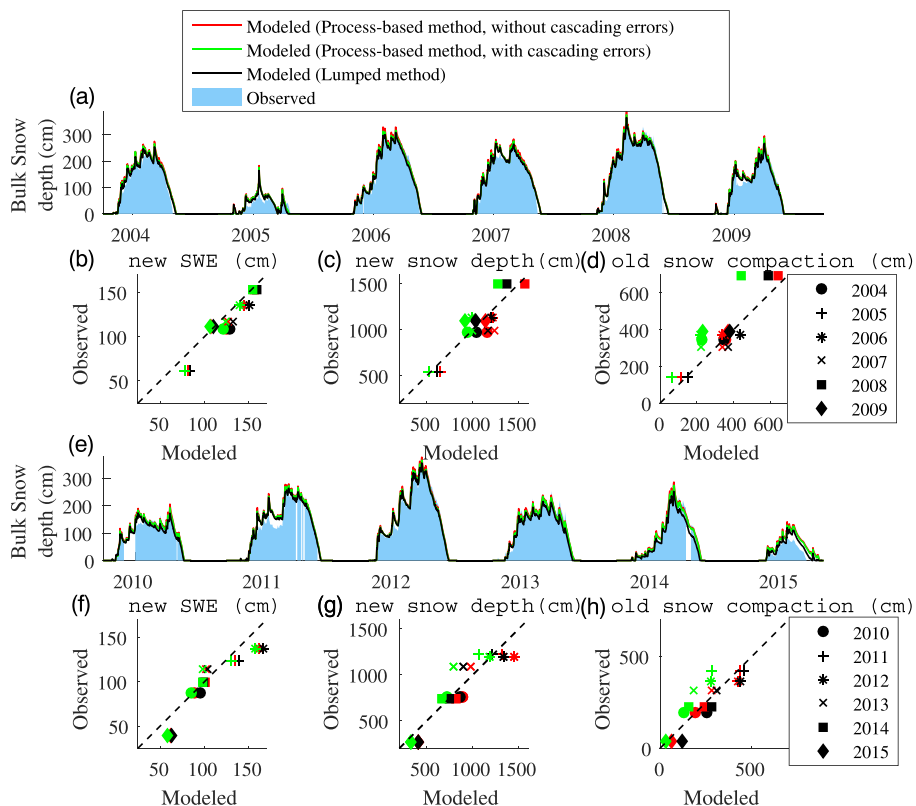 Modeled (Process-based method, without cascading errors)
Modeled (Process-based method, with cascading errors)
Modeled (Lumped method)
Observed
(a)
Bulk Snow
depth (cm)
300
200
100
0
2004 2005 2006 2007 2008 2009
(b) new SWE (cm)
Observed
150
100
50
50 100 150
Modeled
(c) new snow depth(cm)
1500
1000
500
500 1000 1500
Modeled
(d) old snow compaction (cm)
Observed
600
400
200
0
0 200 400 600
Modeled
2004
2005
2006
2007
2008
2009
(e)
Bulk Snow
depth (cm)
300
200
100
0
2010 2011 2012 2013 2014 2015
(f) new SWE (cm)
Observed
150
100
50
50 100 150
Modeled
(g) new snow depth(cm)
Observed
1500
1000
500
500 1000 1500
Modeled
(h) old snow compaction (cm)
Observed
500
0
0 500
Modeled
2010
2011
2012
2013
2014
2015